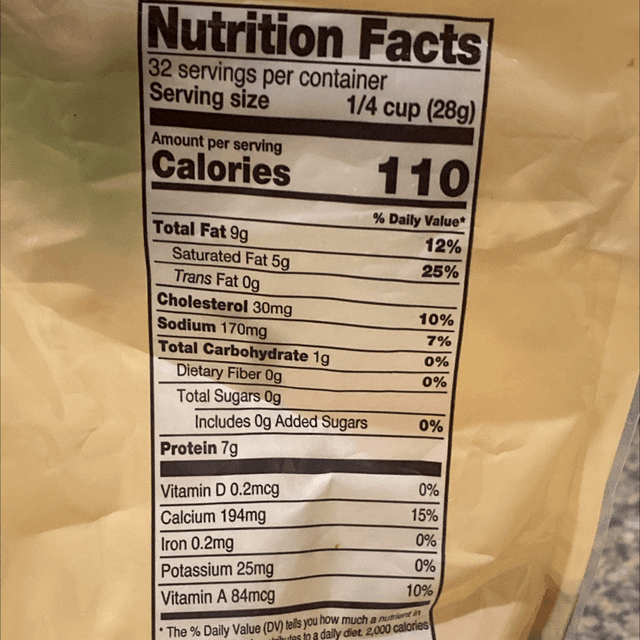 Nutrition Facts
32 servings per container
Serving size 1/4 cup (28g)
Amount per serving
Calories 110
% Daily Value*
Total Fat 9g 12%
Saturated Fat 5g 25%
Trans Fat 0g
Cholesterol 30mg 10%
Sodium 170mg 7%
Total Carbohydrate 1g 0%
Dietary Fiber 0g 0%
Total Sugars 0g
Includes 0g Added Sugars 0%
Protein 7g
Vitamin D 0.2mcg 0%
Calcium 194mg 15%
Iron 0.2mg 0%
Potassium 25mg 0%
Vitamin A 84mcg 10%
* The % Daily Value (DV) tells you how much a nutrient in
to a daily diet. 2,000 calories